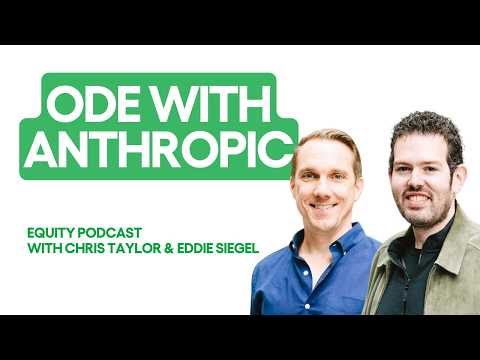 ODE WITH
ANTHROPIC
EQUITY PODCAST
WITH CHRIS TAYLOR & EDDIE SIEGEL